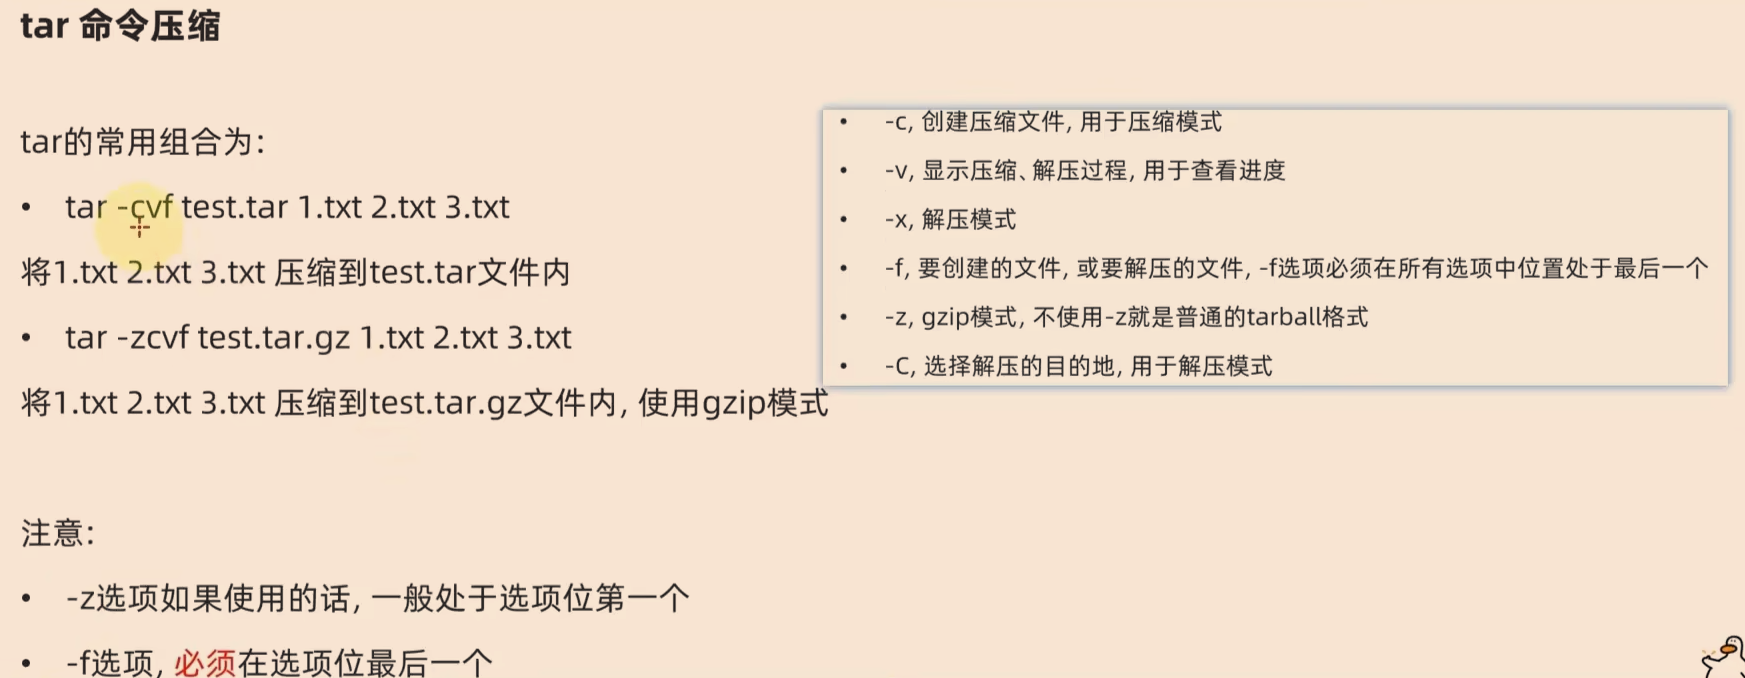 tar 命令压缩
tar的常用组合为:
• tar -cvf test.tar 1.txt 2.txt 3.txt
将1.txt 2.txt 3.txt 压缩到test.tar文件内
• tar -zcvf test.tar.gz 1.txt 2.txt 3.txt
将1.txt 2.txt 3.txt 压缩到test.tar.gz文件内, 使用gzip模式
注意:
• -z选项如果使用的话, 一般处于选项位第一个
• -f选项, 必须在选项位最后一个
• -c, 创建压缩文件, 用于压缩模式
• -v, 显示压缩、解压过程, 用于查看进度
• -x, 解压模式
• -f, 要创建的文件, 或要解压的文件, -f选项必须在所有选项中位置处于最后一个
• -z, gzip模式, 不使用-z就是普通的tarball格式
• -C, 选择解压的目的地, 用于解压模式